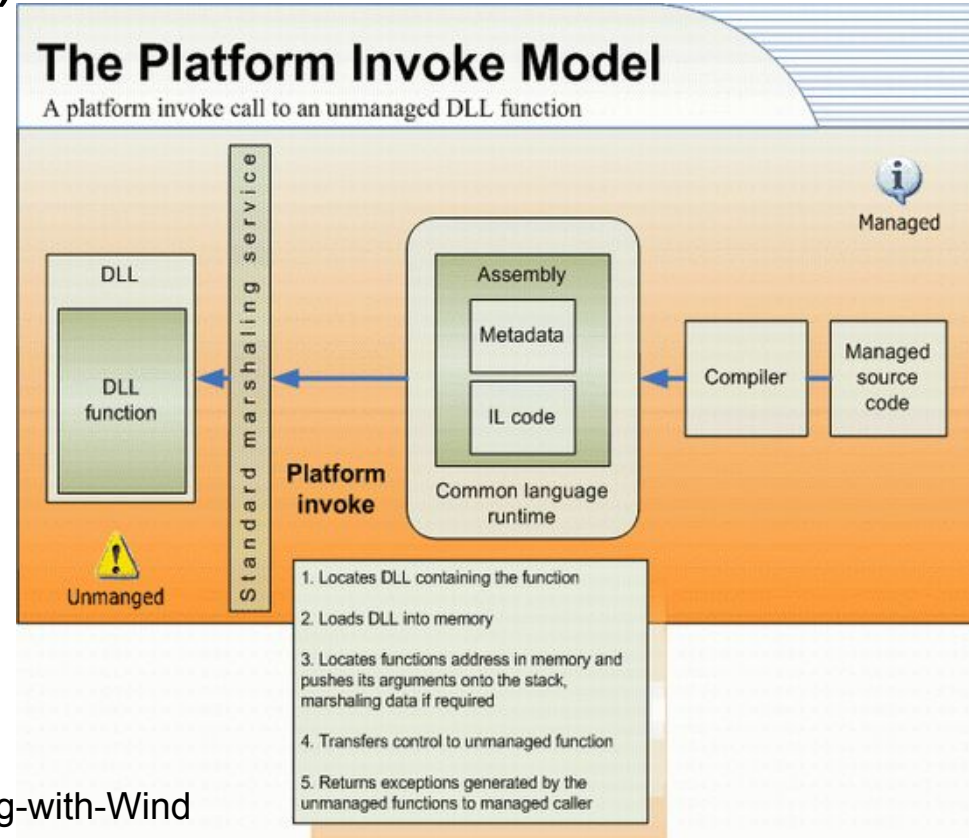 The Platform Invoke Model
A platform invoke call to an unmanaged DLL function
Managed
DLL
DLL
function
Unmanged
Standard marshaling service
Platform
invoke
Assembly
Metadata
IL code
Common language
runtime
Compiler
Managed
source
code
1. Locates DLL containing the function
2. Loads DLL into memory
3. Locates functions address in memory and
pushes its arguments onto the stack,
marshaling data if required
4. Transfers control to unmanaged function
5. Returns exceptions generated by the
unmanaged functions to managed caller
g-with-Wind